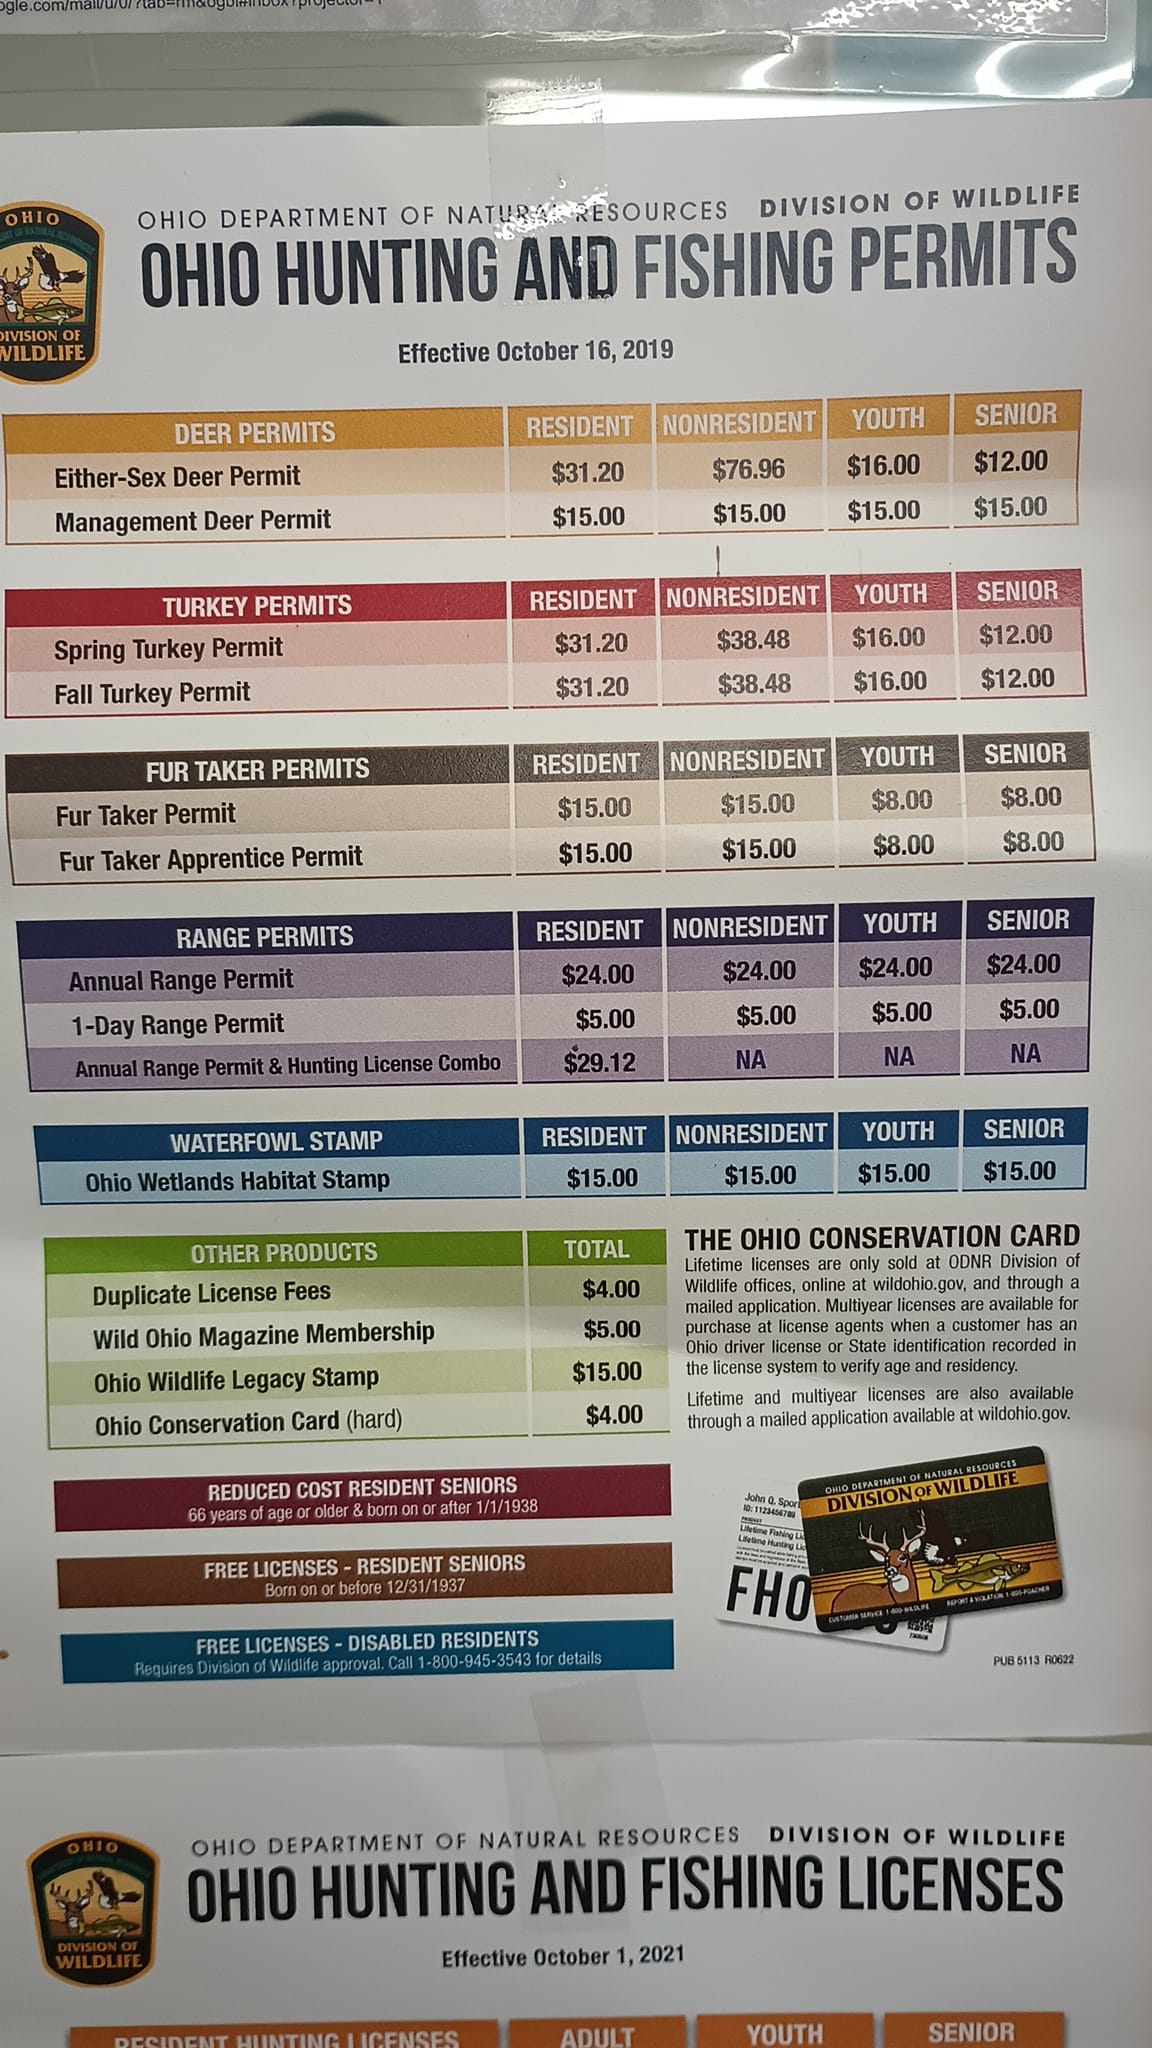 OHIO
DIVISION OF
WILDLIFE
OHIO DEPARTMENT OF NATURAL RESOURCES DIVISION OF WILDLIFE
OHIO HUNTING AND FISHING PERMITS
Effective October 16, 2019
DEER PERMITS RESIDENT NONRESIDENT YOUTH SENIOR
Either-Sex Deer Permit $31.20 $76.96 $16.00 $12.00
Management Deer Permit $15.00 $15.00 $15.00 $15.00
TURKEY PERMITS RESIDENT NONRESIDENT YOUTH SENIOR
Spring Turkey Permit $31.20 $38.48 $16.00 $12.00
Fall Turkey Permit $31.20 $38.48 $16.00 $12.00
FUR TAKER PERMITS RESIDENT NONRESIDENT YOUTH SENIOR
Fur Taker Permit $15.00 $15.00 $8.00 $8.00
Fur Taker Apprentice Permit $15.00 $15.00 $8.00 $8.00
RANGE PERMITS RESIDENT NONRESIDENT YOUTH SENIOR
Annual Range Permit $24.00 $24.00 $24.00 $24.00
1-Day Range Permit $5.00 $5.00 $5.00 $5.00
Annual Range Permit & Hunting License Combo $29.12 NA NA NA
WATERFOWL STAMP RESIDENT NONRESIDENT YOUTH SENIOR
Ohio Wetlands Habitat Stamp $15.00 $15.00 $15.00 $15.00
OTHER PRODUCTS TOTAL
Duplicate License Fees $4.00
Wild Ohio Magazine Membership $5.00
Ohio Wildlife Legacy Stamp $15.00
Ohio Conservation Card (hard) $4.00
THE OHIO CONSERVATION CARD
Lifetime licenses are only sold at ODNR Division of
Wildlife offices, online at wildohio.gov, and through a
mailed application. Multiyear licenses are available for
purchase at license agents when a customer has an
Ohio driver license or State identification recorded in
the license system to verify age and residency.
Lifetime and multiyear licenses are also available
through a mailed application available at wildohio.gov.
REDUCED COST RESIDENT SENIORS
66 years of age or older & born on or after 1/1/1938
FREE LICENSES - RESIDENT SENIORS
Born on or before 12/31/1937
FREE LICENSES - DISABLED RESIDENTS
Requires Division of Wildlife approval. Call 1-800-945-3543 for details
John Q. Spor
ID: 1123456789
Lifetime Fishing Lic
Lifetime Hunting Lic
FHO
OHIO DEPARTMENT OF NATURAL RESOURCES
DIVISION OF WILDLIFE
CUSTOMER SERVICE 1-800-WILDLIFE REPORT A VIOLATION 1-800-POACHER
PUB 5113 R0622
OHIO
DIVISION OF
WILDLIFE
OHIO DEPARTMENT OF NATURAL RESOURCES DIVISION OF WILDLIFE
OHIO HUNTING AND FISHING LICENSES
Effective October 1, 2021
RESIDENT HUNTING LICENSES ADULT YOUTH SENIOR